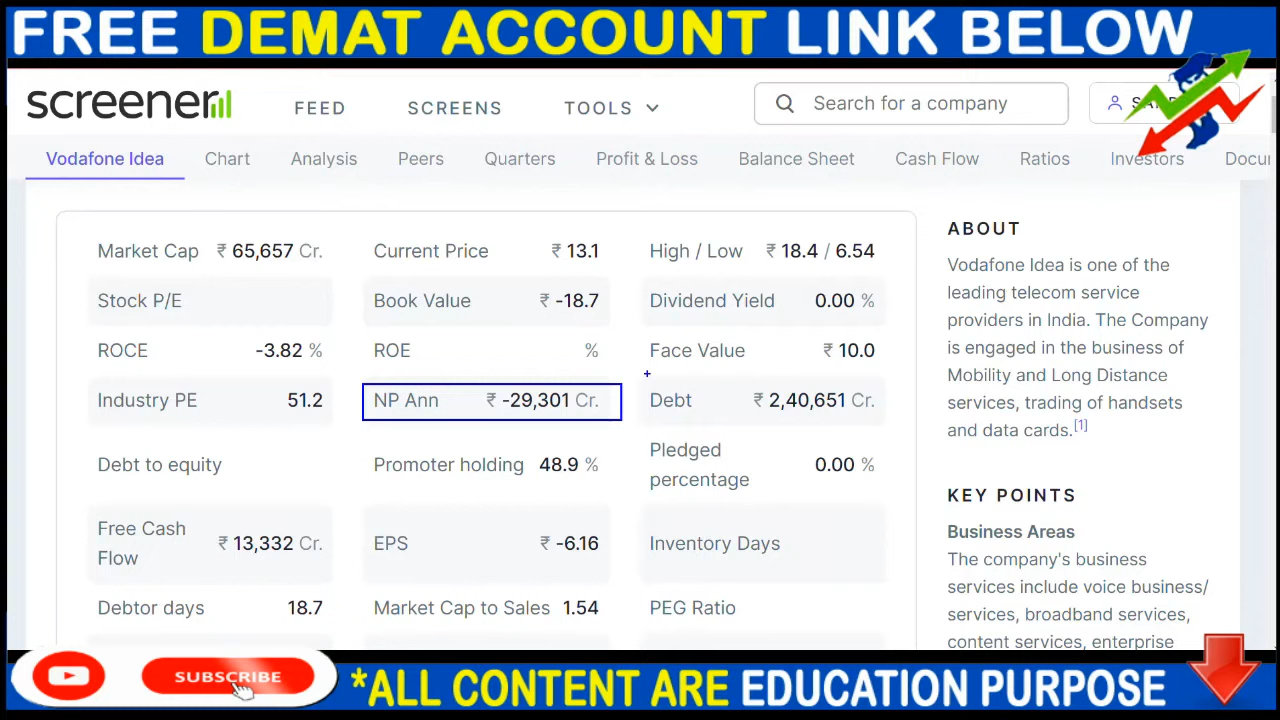 FREE DEMAT ACCOUNT LINK BELOW
screener
FEED SCREENS TOOLS
Search for a company
Vodafone Idea Chart Analysis Peers Quarters Profit & Loss Balance Sheet Cash Flow Ratios Investors Docu
Market Cap ₹ 65,657 Cr. Current Price ₹ 13.1 High / Low ₹ 18.4 / 6.54
Stock P/E Book Value ₹ -18.7 Dividend Yield 0.00 %
ROCE -3.82 % ROE % Face Value ₹ 10.0
Industry PE 51.2 NP Ann ₹ -29,301 Cr. Debt ₹ 2,40,651 Cr.
Debt to equity Promoter holding 48.9 % Pledged
percentage 0.00 %
Free Cash
Flow ₹ 13,332 Cr. EPS ₹ -6.16 Inventory Days
Debtor days 18.7 Market Cap to Sales 1.54 PEG Ratio
ABOUT
Vodafone Idea is one of the
leading telecom service
providers in India. The Company
is engaged in the business of
Mobility and Long Distance
services, trading of handsets
and data cards.[1]
KEY POINTS
Business Areas
The company's business
services include voice business/
services, broadband services,
content services, enterprise
SUBSCRIBE
*ALL CONTENT ARE EDUCATION PURPOSE